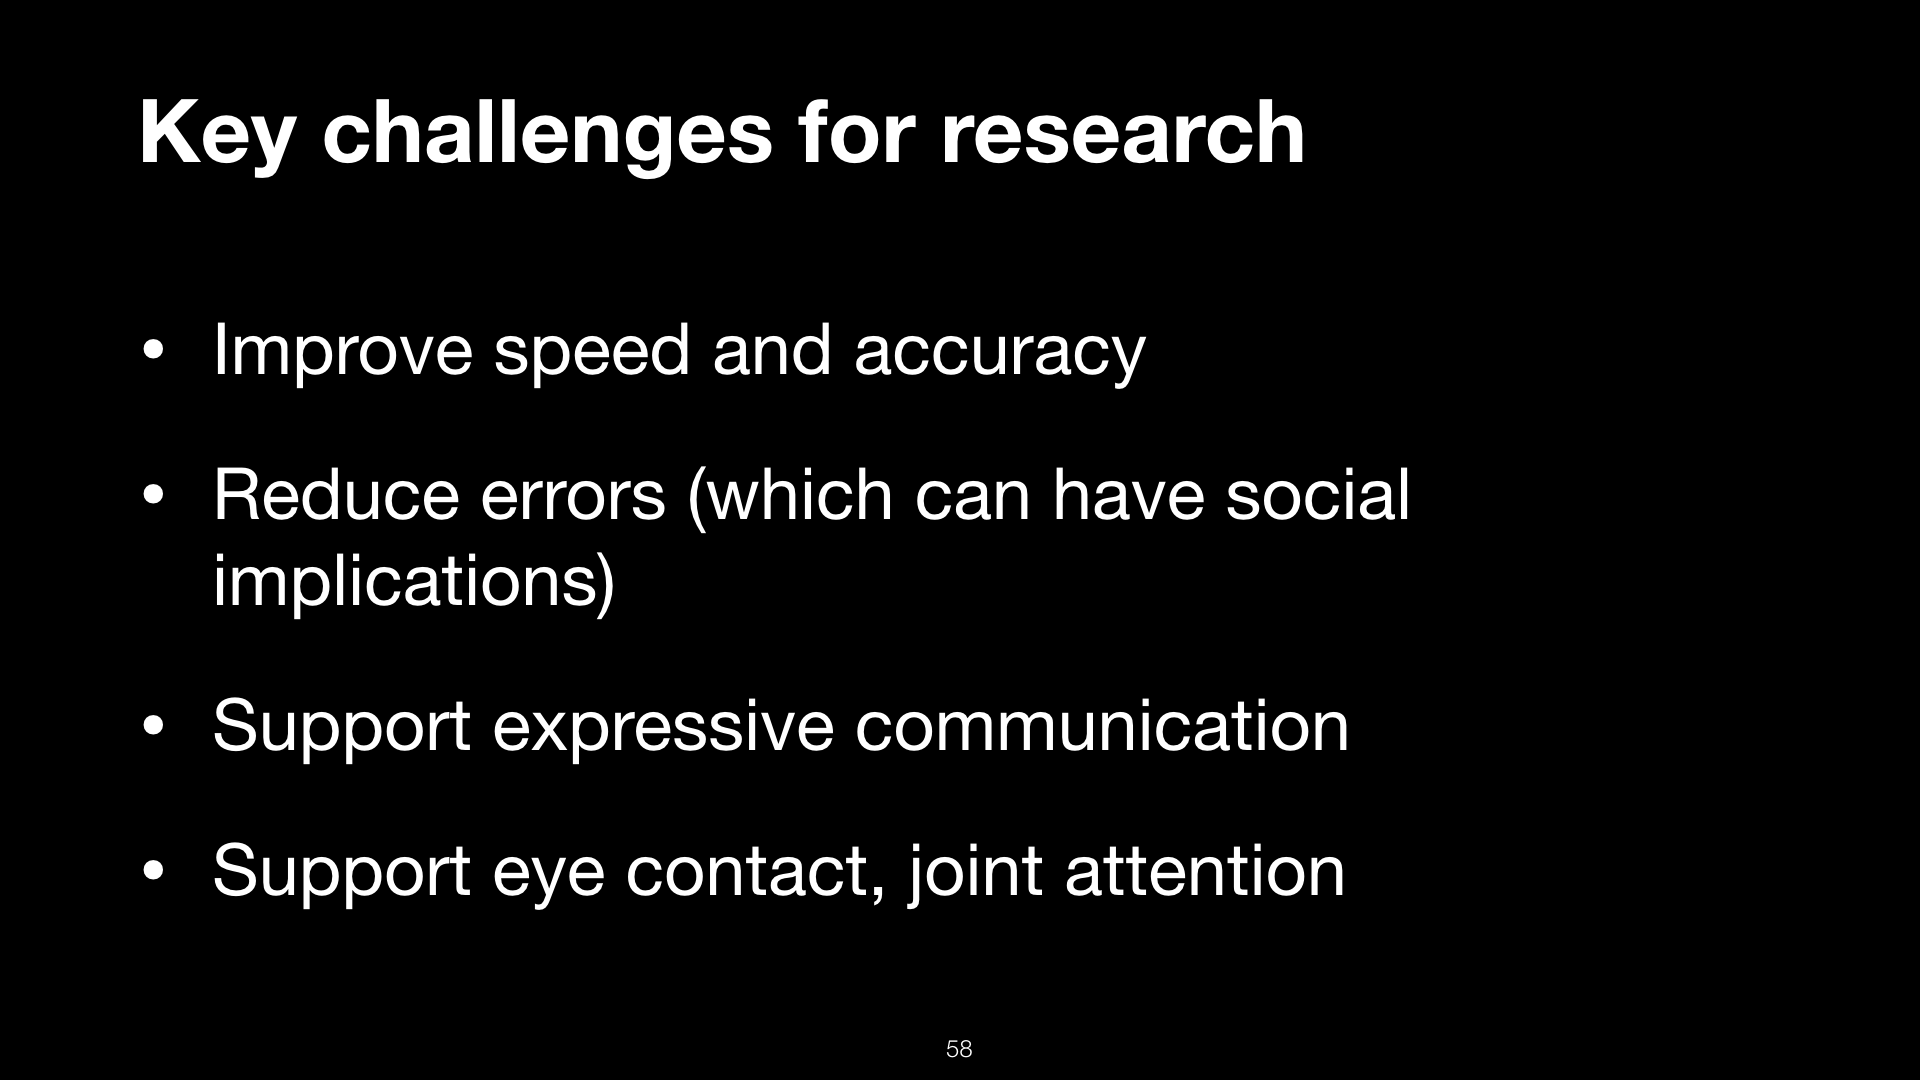 Key challenges for research
• Improve speed and accuracy
• Reduce errors (which can have social
implications)
• Support expressive communication
• Support eye contact, joint attention
58